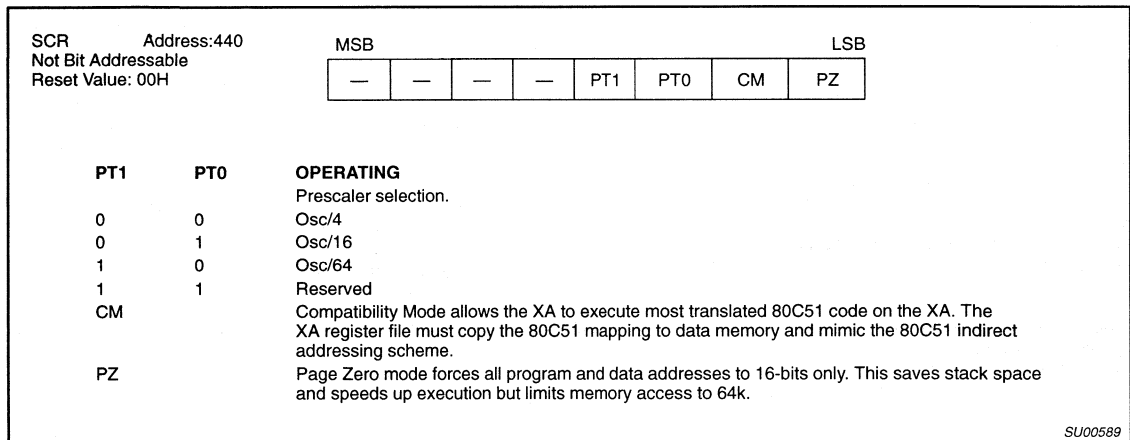 SCR Address:440
Not Bit Addressable
Reset Value: 00H
MSB LSB
— — — — PT1 PT0 CM PZ
PT1 PT0 OPERATING
Prescaler selection.
0 0 Osc/4
0 1 Osc/16
1 0 Osc/64
1 1 Reserved
CM Compatibility Mode allows the XA to execute most translated 80C51 code on the XA. The
XA register file must copy the 80C51 mapping to data memory and mimic the 80C51 indirect
addressing scheme.
PZ Page Zero mode forces all program and data addresses to 16-bits only. This saves stack space
and speeds up execution but limits memory access to 64k.
SU00589